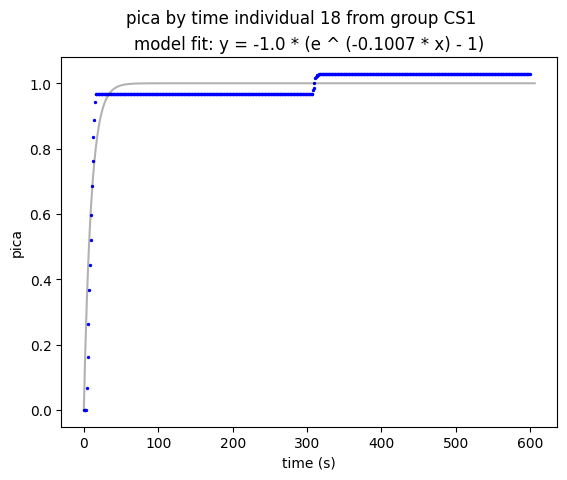 pica by time individual 18 from group CS1
model fit: y = -1.0 * (e ^ (-0.1007 * x) - 1)
1.0
0.8
0.6
0.4
0.2
0.0
pica
0 100 200 300 400 500 600
time (s)